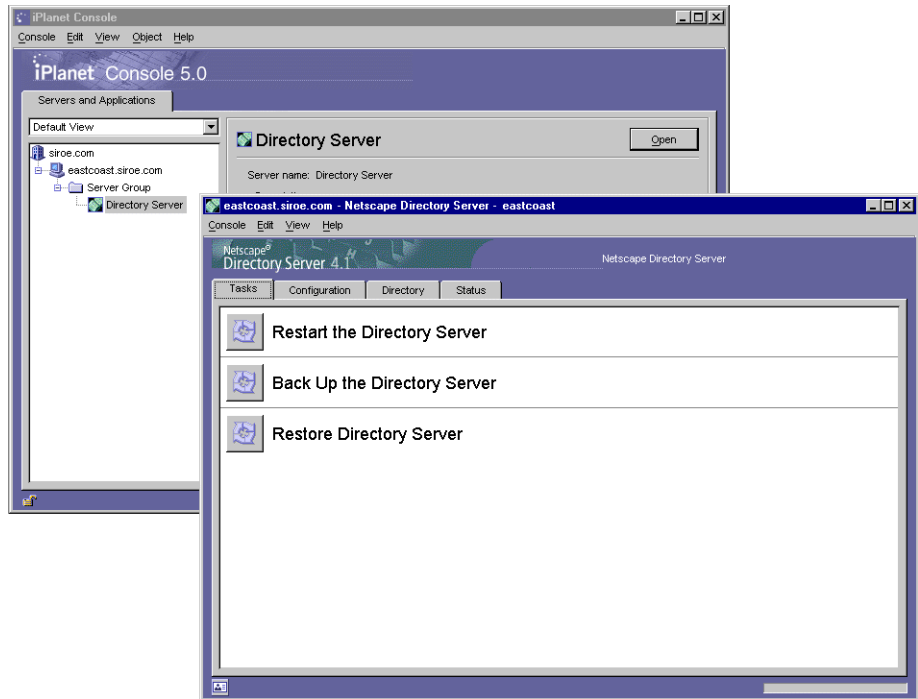 iPlanet Console
Console Edit View Object Help
iPlanet Console 5.0
Servers and Applications
Default View
siroe.com
eastcoast.siroe.com
Server Group
Directory Server
Directory Server
Open
Server name: Directory Server
eastcoast.siroe.com - Netscape Directory Server - eastcoast
Console Edit View Help
Netscape®
Directory Server 4.1
Netscape Directory Server
Tasks Configuration Directory Status
Restart the Directory Server
Back Up the Directory Server
Restore Directory Server